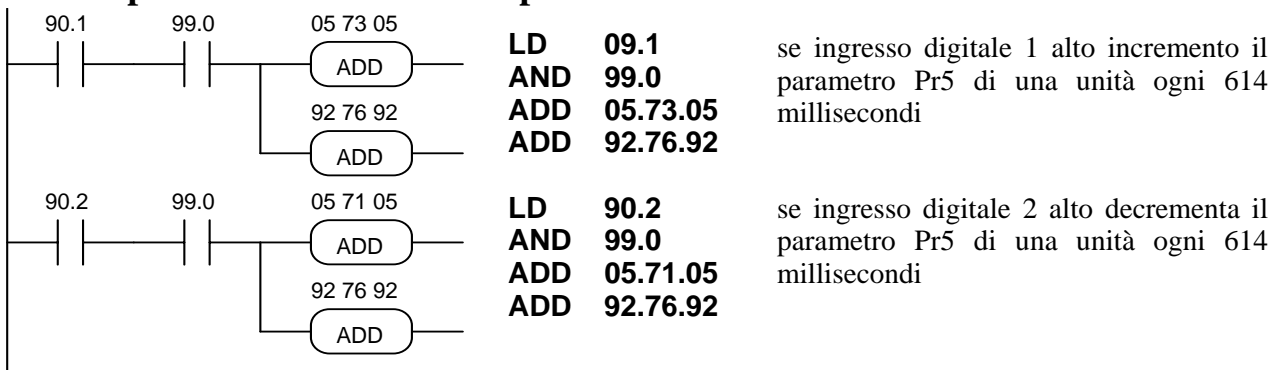 90.1 99.0 05 73 05
ADD
92 76 92
ADD
LD 09.1
AND 99.0
ADD 05.73.05
ADD 92.76.92
se ingresso digitale 1 alto incremento il
parametro Pr5 di una unità ogni 614
millisecondi
90.2 99.0 05 71 05
ADD
92 76 92
ADD
LD 90.2
AND 99.0
ADD 05.71.05
ADD 92.76.92
se ingresso digitale 2 alto decrementa il
parametro Pr5 di una unità ogni 614
millisecondi